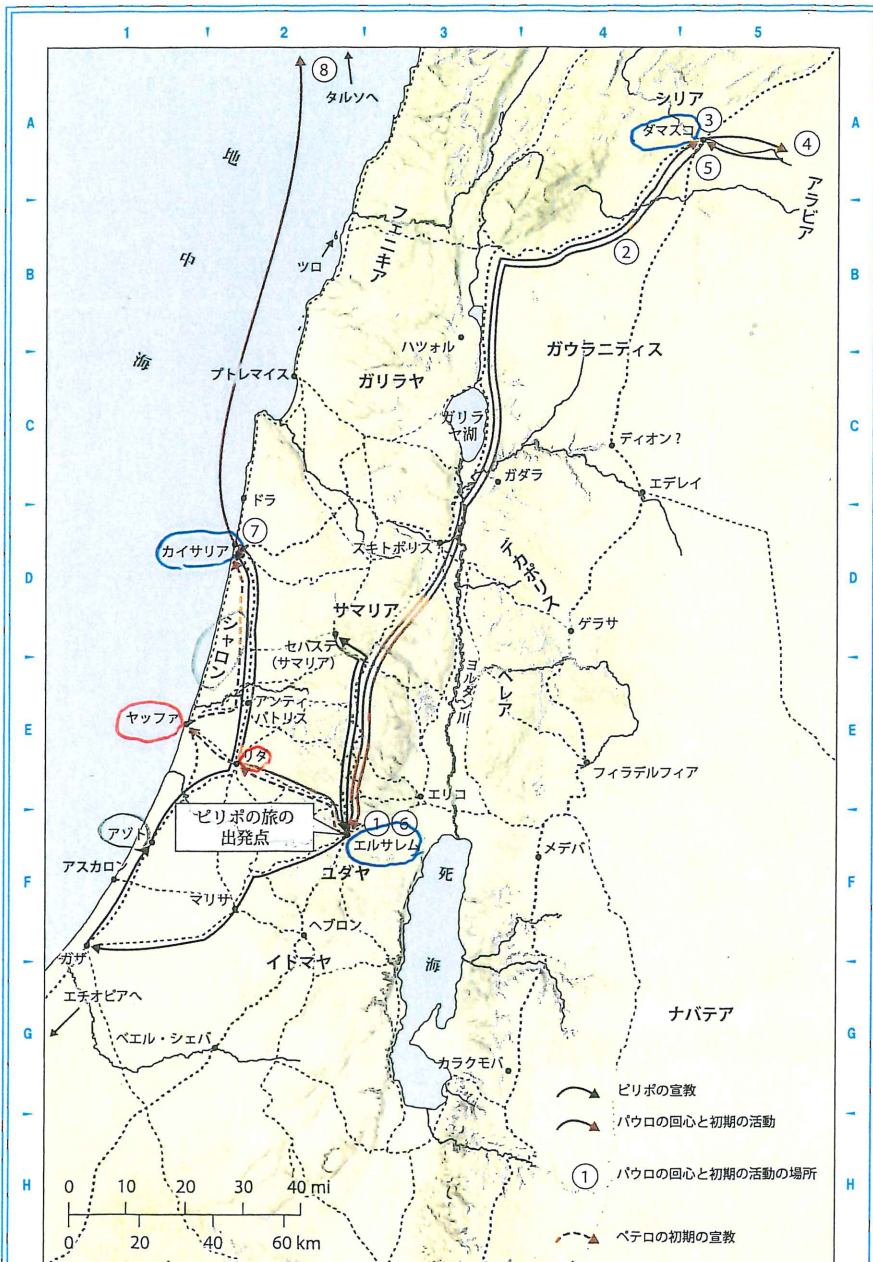 1 2 3 4 5
A
B
C
D
E
F
G
H
A
B
C
D
E
F
G
H
⑧
タルソへ
シリア
③
ダマスコ
④
⑤
アラビア
地中海
フェニキア
ツロ
②
ハツォル
ガウラニティス
プトレマイス
ガリラヤ
ガリラ
ヤ湖
ディオン?
ガダラ
エデレイ
ドラ
⑦
カイサリア
スキトポリス
デカポリス
サマリア
ゲラサ
シャロン
セバステ
(サマリア)
ヨルダン川
ペレア
ヤッファ
アンティ
パトリス
リタ
フィラデルフィア
エリコ
ピリポの旅の
出発点
① ⑥
エルサレム
アゾト
ユダヤ
メデバ
アスカロン
死海
マリサ
ヘブロン
ガザ
イドマヤ
エチオピアへ
ナバテア
ベエル・シェバ
カラクモバ
ピリポの宣教
パウロの回心と初期の活動
① パウロの回心と初期の活動の場所
ペテロの初期の宣教
0 10 20 30 40 mi
0 20 40 60 km